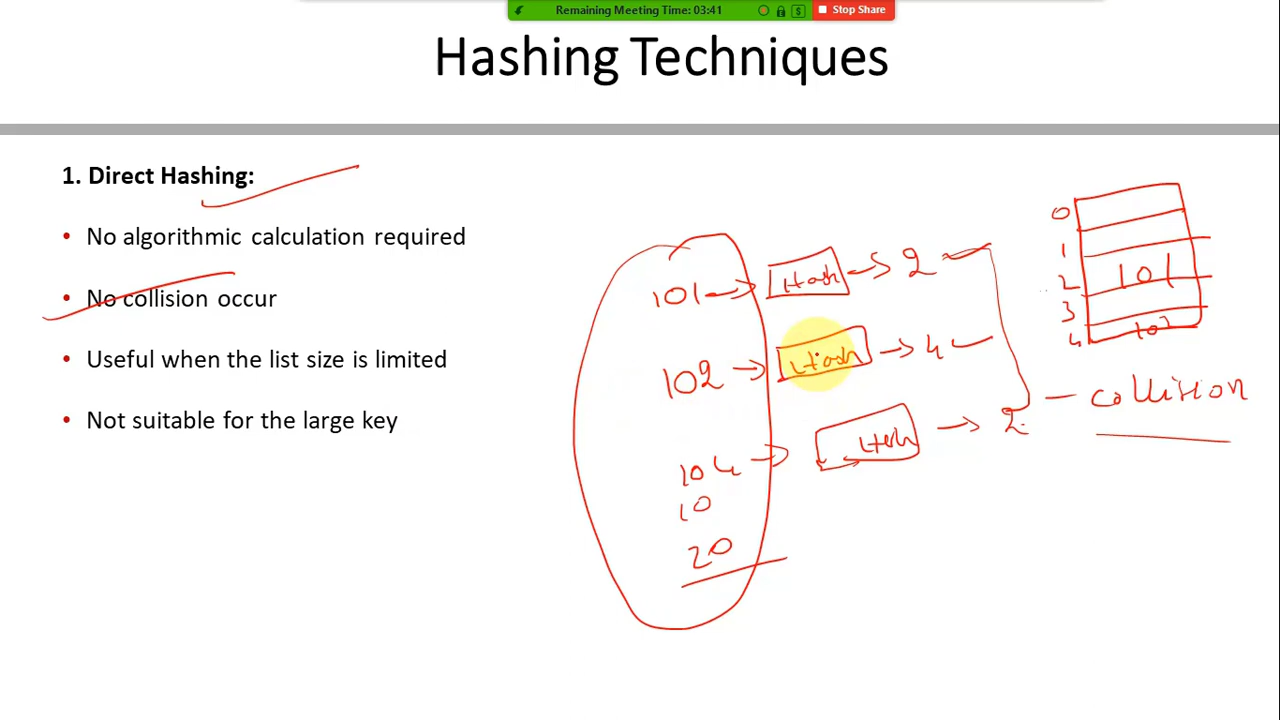 Remaining Meeting Time: 03:41
Stop Share
Hashing Techniques
1. Direct Hashing:
• No algorithmic calculation required
• No collision occur
• Useful when the list size is limited
• Not suitable for the large key
101 → Hash → 2
102 → Hash → 4
104 → Hash → 2
10
20
— collision
0
1
2 101
3
4 102